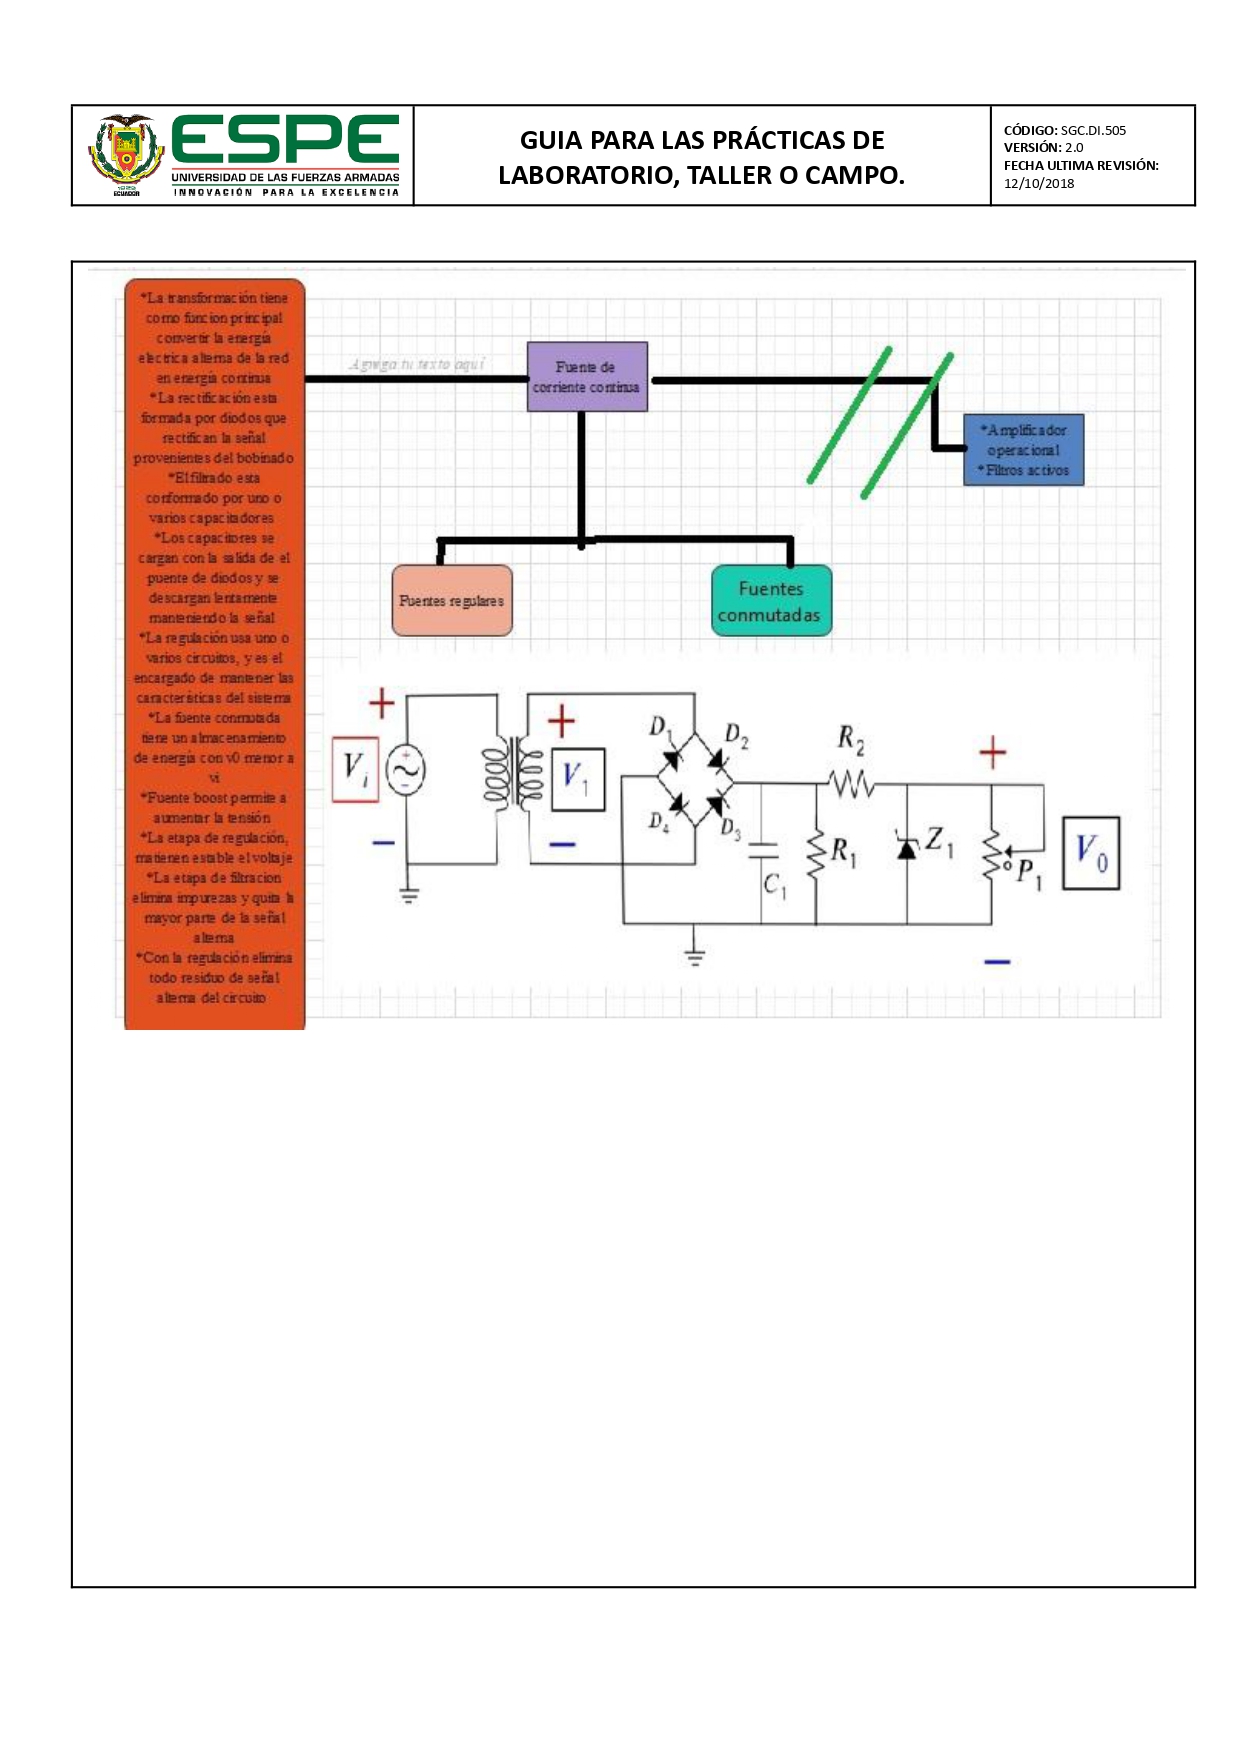 ESPE
UNIVERSIDAD DE LAS FUERZAS ARMADAS
INNOVACIÓN PARA LA EXCELENCIA
ECUADOR
GUIA PARA LAS PRÁCTICAS DE
LABORATORIO, TALLER O CAMPO.
CÓDIGO: SGC.DI.505
VERSIÓN: 2.0
FECHA ULTIMA REVISIÓN:
12/10/2018
*La transformación tiene
como funcion principal
convertir la energía
electrica alterna de la red
en energía continua
*La rectificación esta
formada por diodos que
rectifican la señal
provenientes del bobinado
*El filtrado esta
conformado por uno o
varios capacitadores
*Los capacitores se
cargan con la salida de el
puente de diodos y se
descargan lentamente
manteniendo la señal
*La regulación usa uno o
varios circuitos, y es el
encargado de mantener las
características del sistema
*La fuente conmutada
tiene un almacenamiento
de energía con v0 menor a
vi
*Fuente boost permite a
aumentar la tensión
*La etapa de regulación,
matienen estable el voltaje
*La etapa de filtracion
elimina impurezas y quita la
mayor parte de la señal
alterna
*Con la regulación elimina
todo residuo de señal
alterna del circuito
Agrega tu texto aquí
Fuente de
corriente continua
*Amplificador
operacional
*Filtros activos
Fuentes regulares
Fuentes
conmutadas
+
V_i
+
-
-
+
V_1
-
D_1
D_2
D_4
D_3
C_1
R_1
R_2
Z_1
P_1
+
V_0
-